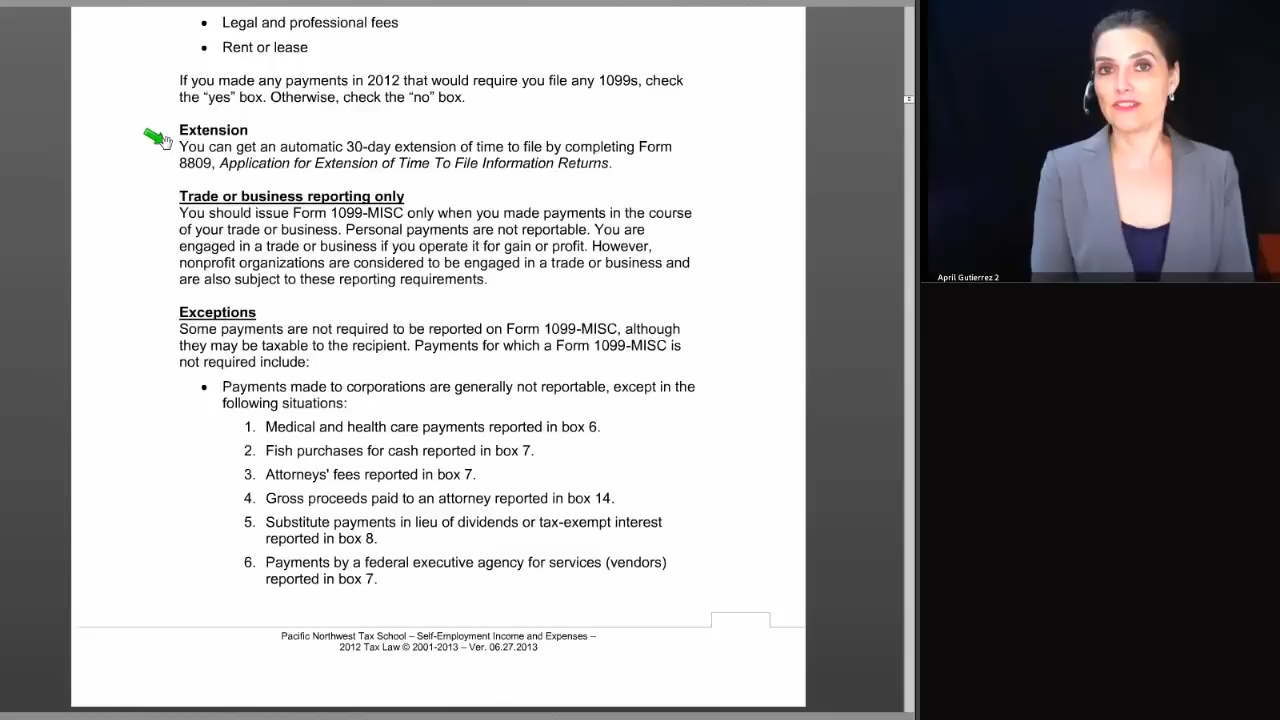 • Legal and professional fees
• Rent or lease
If you made any payments in 2012 that would require you file any 1099s, check
the “yes” box. Otherwise, check the “no” box.
Extension
You can get an automatic 30-day extension of time to file by completing Form
8809, Application for Extension of Time To File Information Returns.
Trade or business reporting only
You should issue Form 1099-MISC only when you made payments in the course
of your trade or business. Personal payments are not reportable. You are
engaged in a trade or business if you operate it for gain or profit. However,
nonprofit organizations are considered to be engaged in a trade or business and
are also subject to these reporting requirements.
Exceptions
Some payments are not required to be reported on Form 1099-MISC, although
they may be taxable to the recipient. Payments for which a Form 1099-MISC is
not required include:
• Payments made to corporations are generally not reportable, except in the
following situations:
1. Medical and health care payments reported in box 6.
2. Fish purchases for cash reported in box 7.
3. Attorneys' fees reported in box 7.
4. Gross proceeds paid to an attorney reported in box 14.
5. Substitute payments in lieu of dividends or tax-exempt interest
reported in box 8.
6. Payments by a federal executive agency for services (vendors)
reported in box 7.
Pacific Northwest Tax School – Self-Employment Income and Expenses –
2012 Tax Law © 2001-2013 – Ver. 06.27.2013
April Gutierrez 2